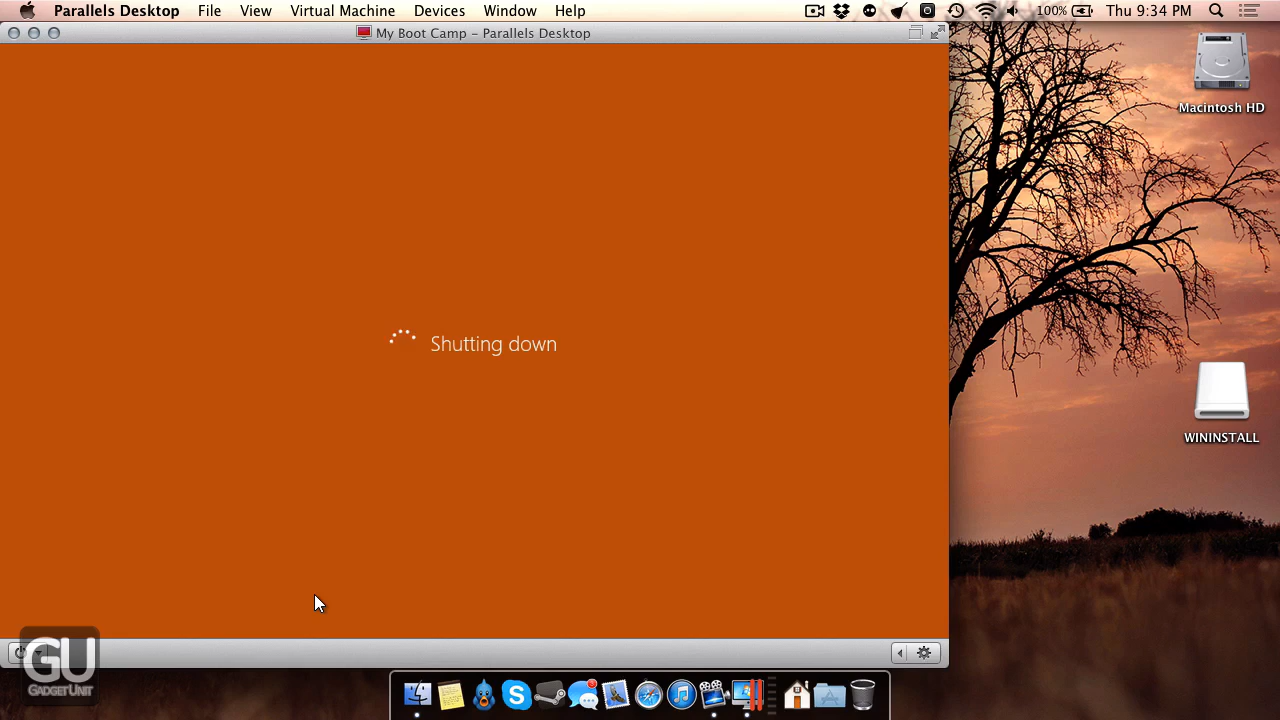 Parallels Desktop File View Virtual Machine Devices Window Help 100% Thu 9:34 PM
My Boot Camp – Parallels Desktop
Macintosh HD
Shutting down
WININSTALL
GU
GADGETUNIT